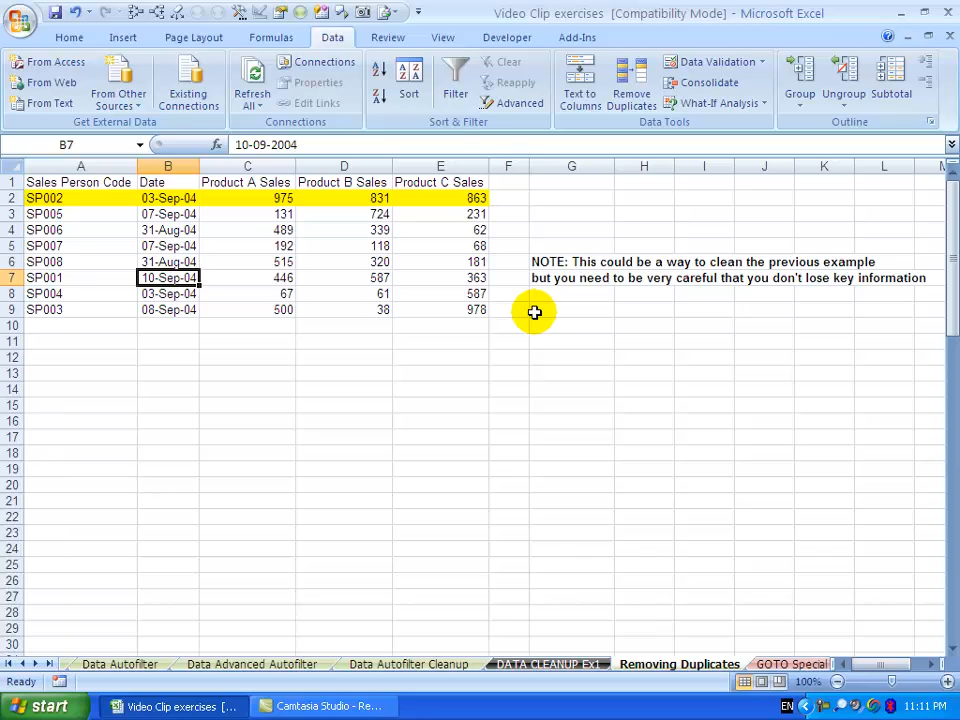 Video Clip exercises [Compatibility Mode] - Microsoft Excel
Home Insert Page Layout Formulas Data Review View Developer Add-Ins
From Access
From Web
From Text
From Other Sources
Existing Connections
Get External Data
Refresh All
Connections
Properties
Edit Links
Connections
Sort
Filter
Clear
Reapply
Advanced
Sort & Filter
Text to Columns
Remove Duplicates
Data Validation
Consolidate
What-If Analysis
Data Tools
Group
Ungroup
Subtotal
Outline
B7 fx 10-09-2004
A B C D E F G H I J K L M
1 Sales Person Code Date Product A Sales Product B Sales Product C Sales
2 SP002 03-Sep-04 975 831 863
3 SP005 07-Sep-04 131 724 231
4 SP006 31-Aug-04 489 339 62
5 SP007 07-Sep-04 192 118 68
6 SP008 31-Aug-04 515 320 181 NOTE: This could be a way to clean the previous example
7 SP001 10-Sep-04 446 587 363 but you need to be very careful that you don't lose key information
8 SP004 03-Sep-04 67 61 587
9 SP003 08-Sep-04 500 38 978
10
11
12
13
14
15
16
17
18
19
20
21
22
23
24
25
26
27
28
29
30
Data Autofilter Data Advanced Autofilter Data Autofilter Cleanup DATA CLEANUP Ex1 Removing Duplicates GOTO Special
Ready 100%
start Video Clip exercises [... Camtasia Studio - Re... EN 11:11 PM